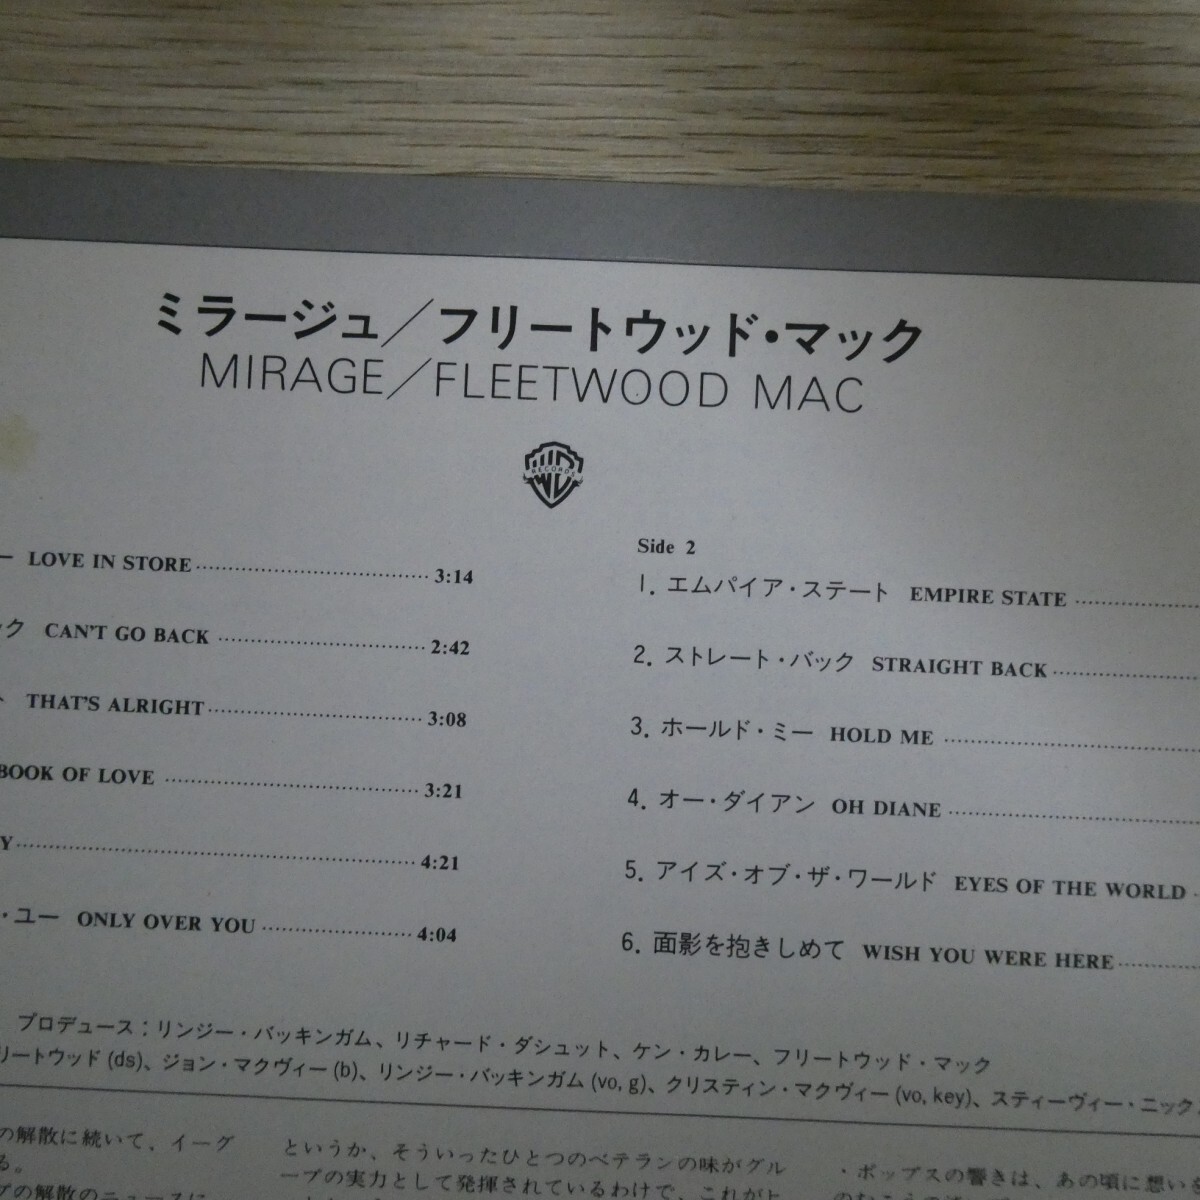 ミラージュ／フリートウッド・マック
MIRAGE／FLEETWOOD MAC
RECORDS
ー LOVE IN STORE 3:14
ック CAN'T GO BACK 2:42
THAT'S ALRIGHT 3:08
BOOK OF LOVE 3:21
Y 4:21
・ユー ONLY OVER YOU 4:04
Side 2
1. エムパイア・ステート EMPIRE STATE
2. ストレート・バック STRAIGHT BACK
3. ホールド・ミー HOLD ME
4. オー・ダイアン OH DIANE
5. アイズ・オブ・ザ・ワールド EYES OF THE WORLD
6. 面影を抱きしめて WISH YOU WERE HERE
プロデュース：リンジー・バッキンガム、リチャード・ダシュット、ケン・カレー、フリートウッド・マック
リートウッド(ds)、ジョン・マクヴィー(b)、リンジー・バッキンガム(vo, g)、クリスティン・マクヴィー(vo, key)、スティーヴィー・ニック
の解散に続いて、イーグ
る。
プの解散のニュースに
というか、そういったひとつのベテランの味がグル
ープの実力として発揮されているわけで、これがヒ
・ポップスの響きは、あの頃に想い